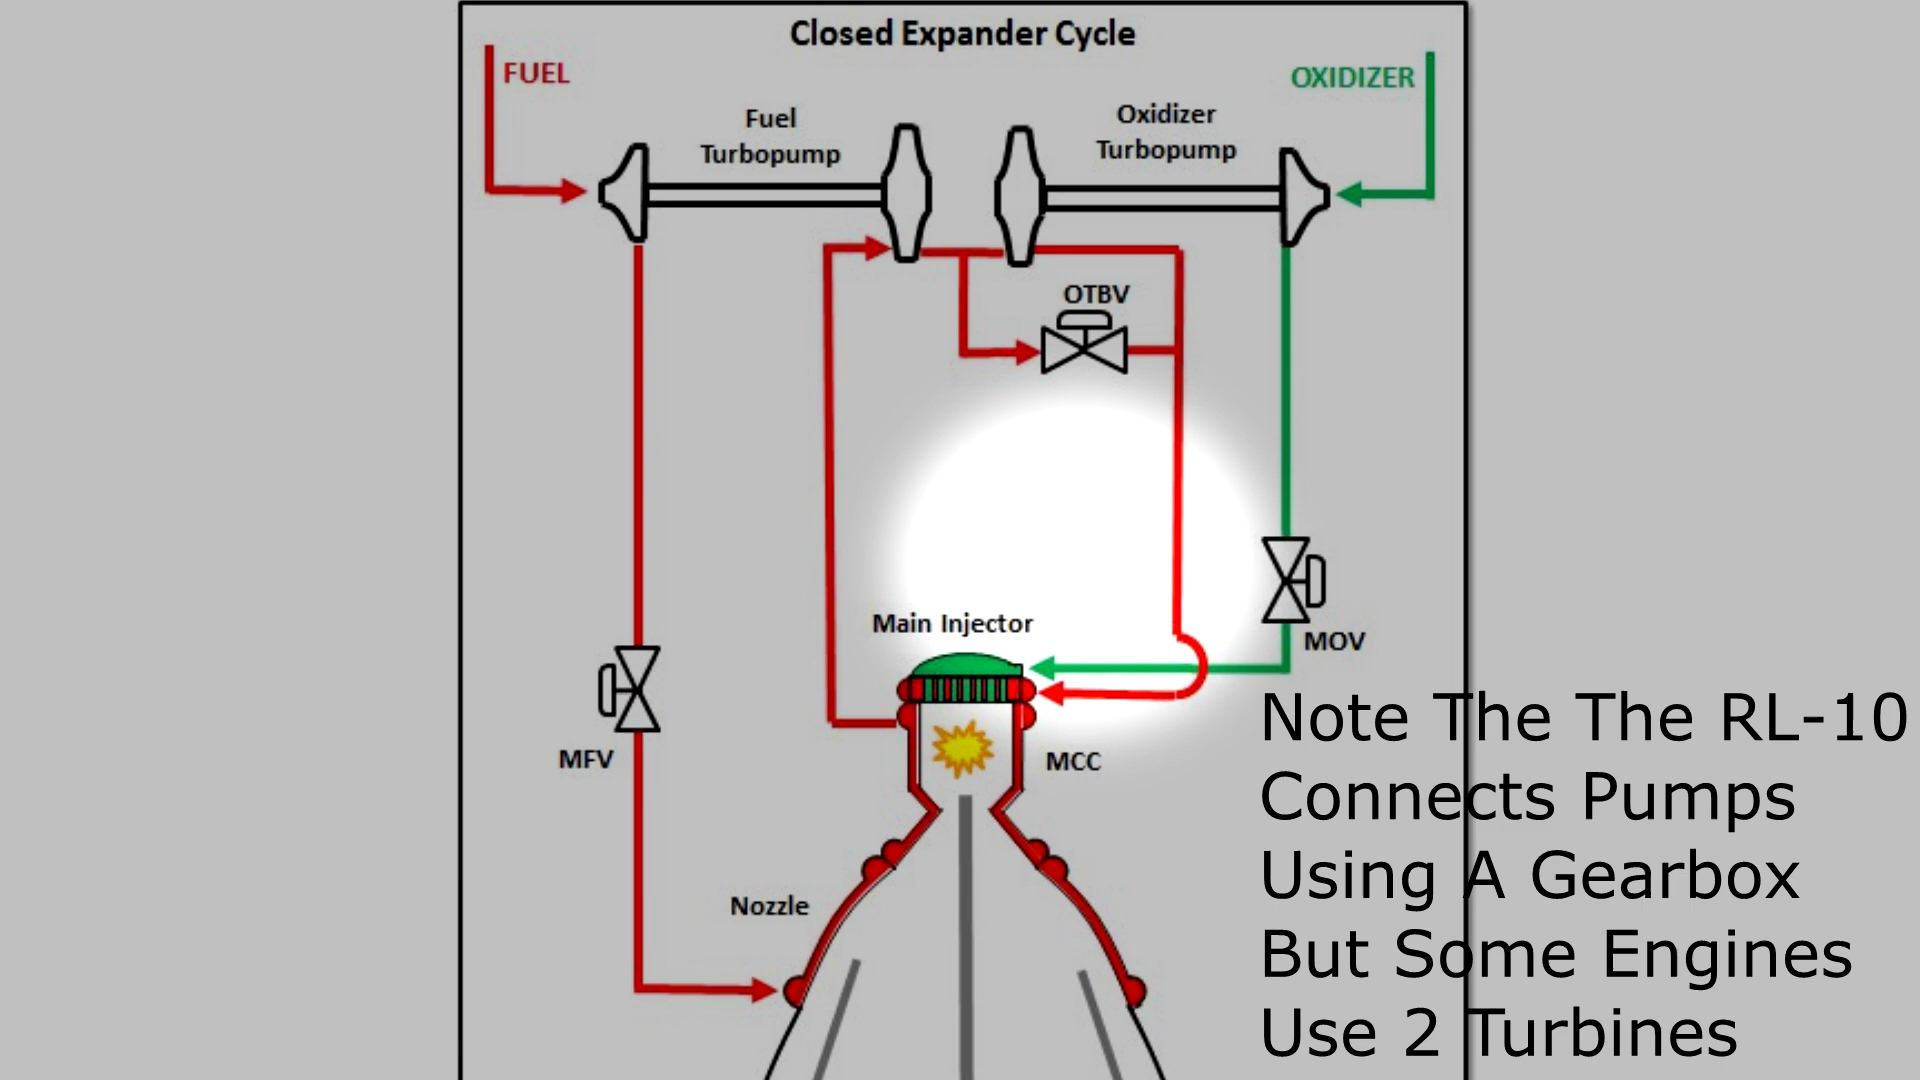 Closed Expander Cycle
FUEL
OXIDIZER
Fuel
Turbopump
Oxidizer
Turbopump
OTBV
Main Injector
MOV
MFV
MCC
Nozzle
Note The The RL-10
Connects Pumps
Using A Gearbox
But Some Engines
Use 2 Turbines